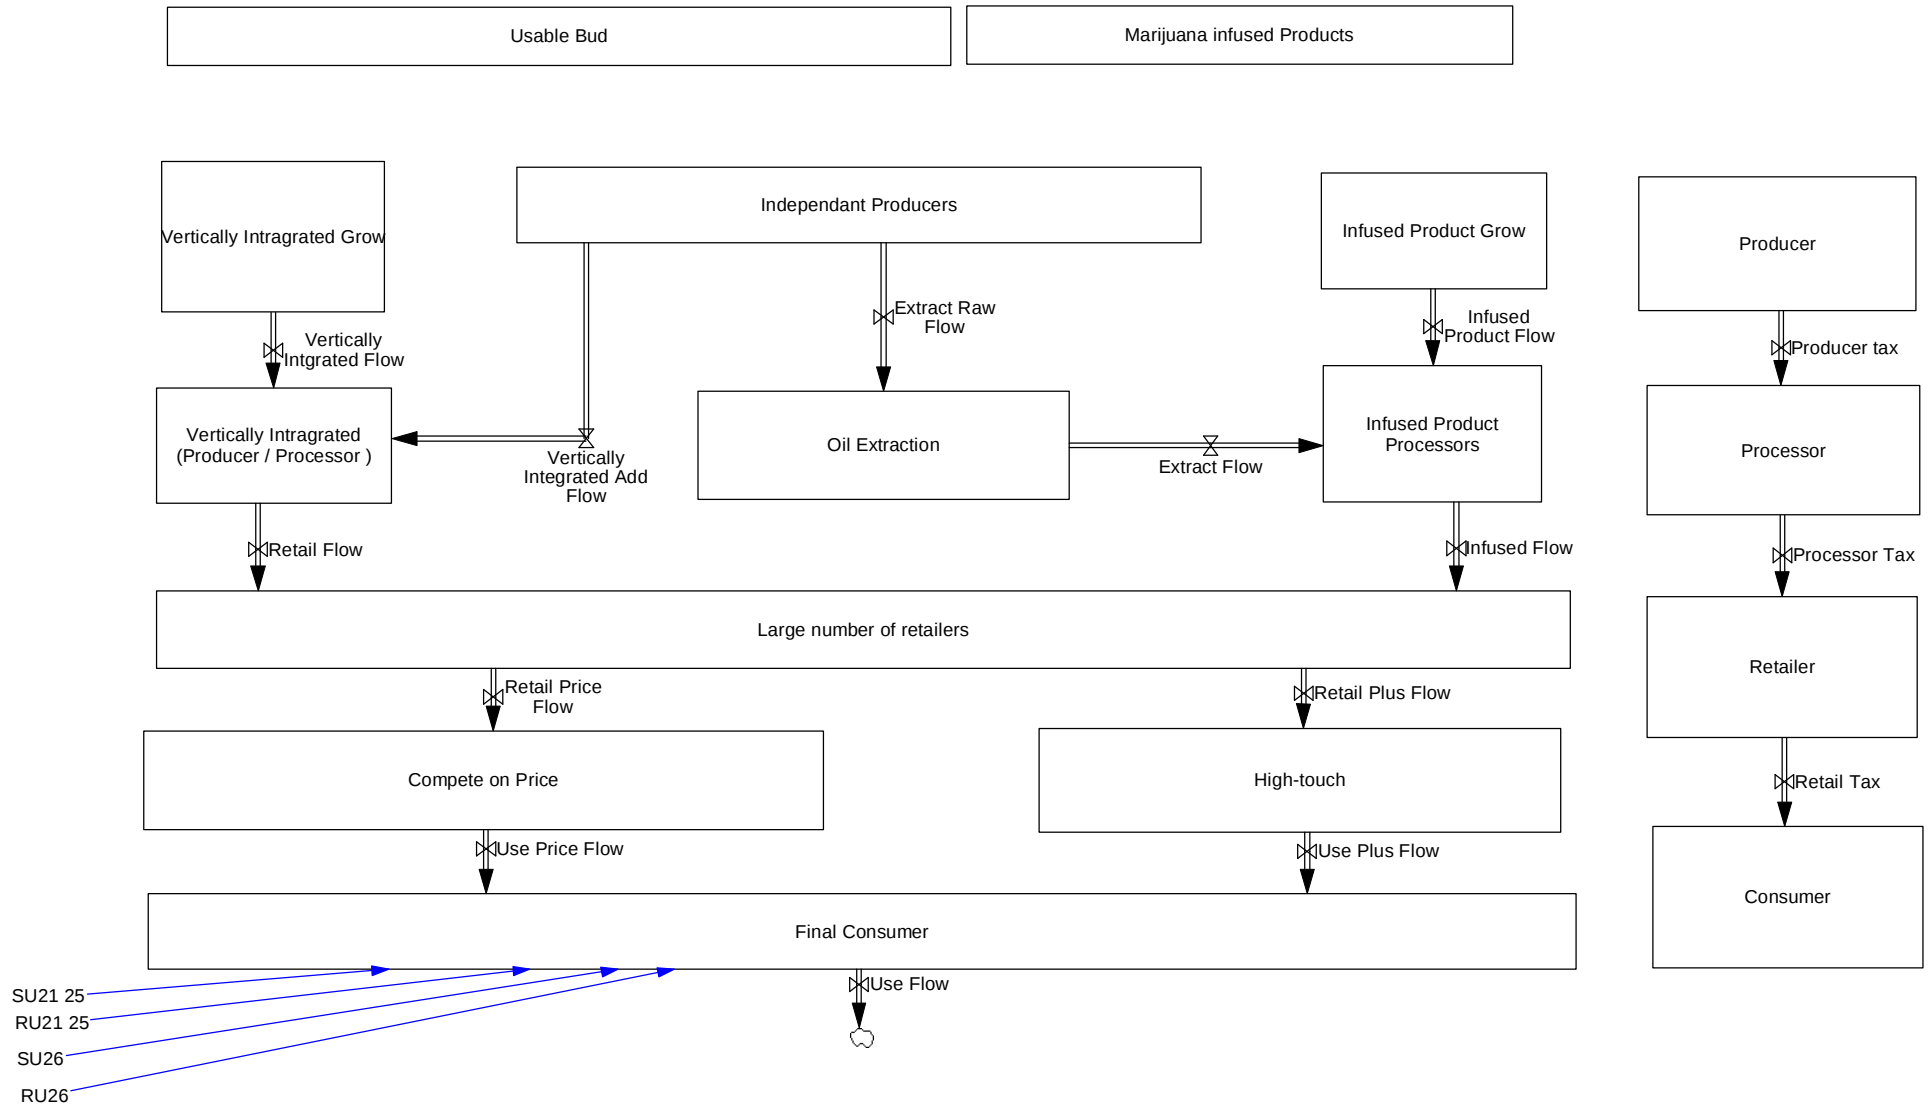 Usable Bud
Marijuana infused Products
Vertically Intragrated Grow
Independant Producers
Infused Product Grow
Producer
Vertically
Intgrated Flow
Extract Raw
Flow
Infused
Product Flow
Producer tax
Vertically Intragrated
(Producer / Processor )
Vertically
Integrated Add
Flow
Oil Extraction
Extract Flow
Infused Product
Processors
Processor
Retail Flow
Infused Flow
Processor Tax
Large number of retailers
Retailer
Retail Price
Flow
Retail Plus Flow
Compete on Price
High-touch
Retail Tax
Use Price Flow
Use Plus Flow
Consumer
Final Consumer
SU21 25
RU21 25
SU26
RU26
Use Flow